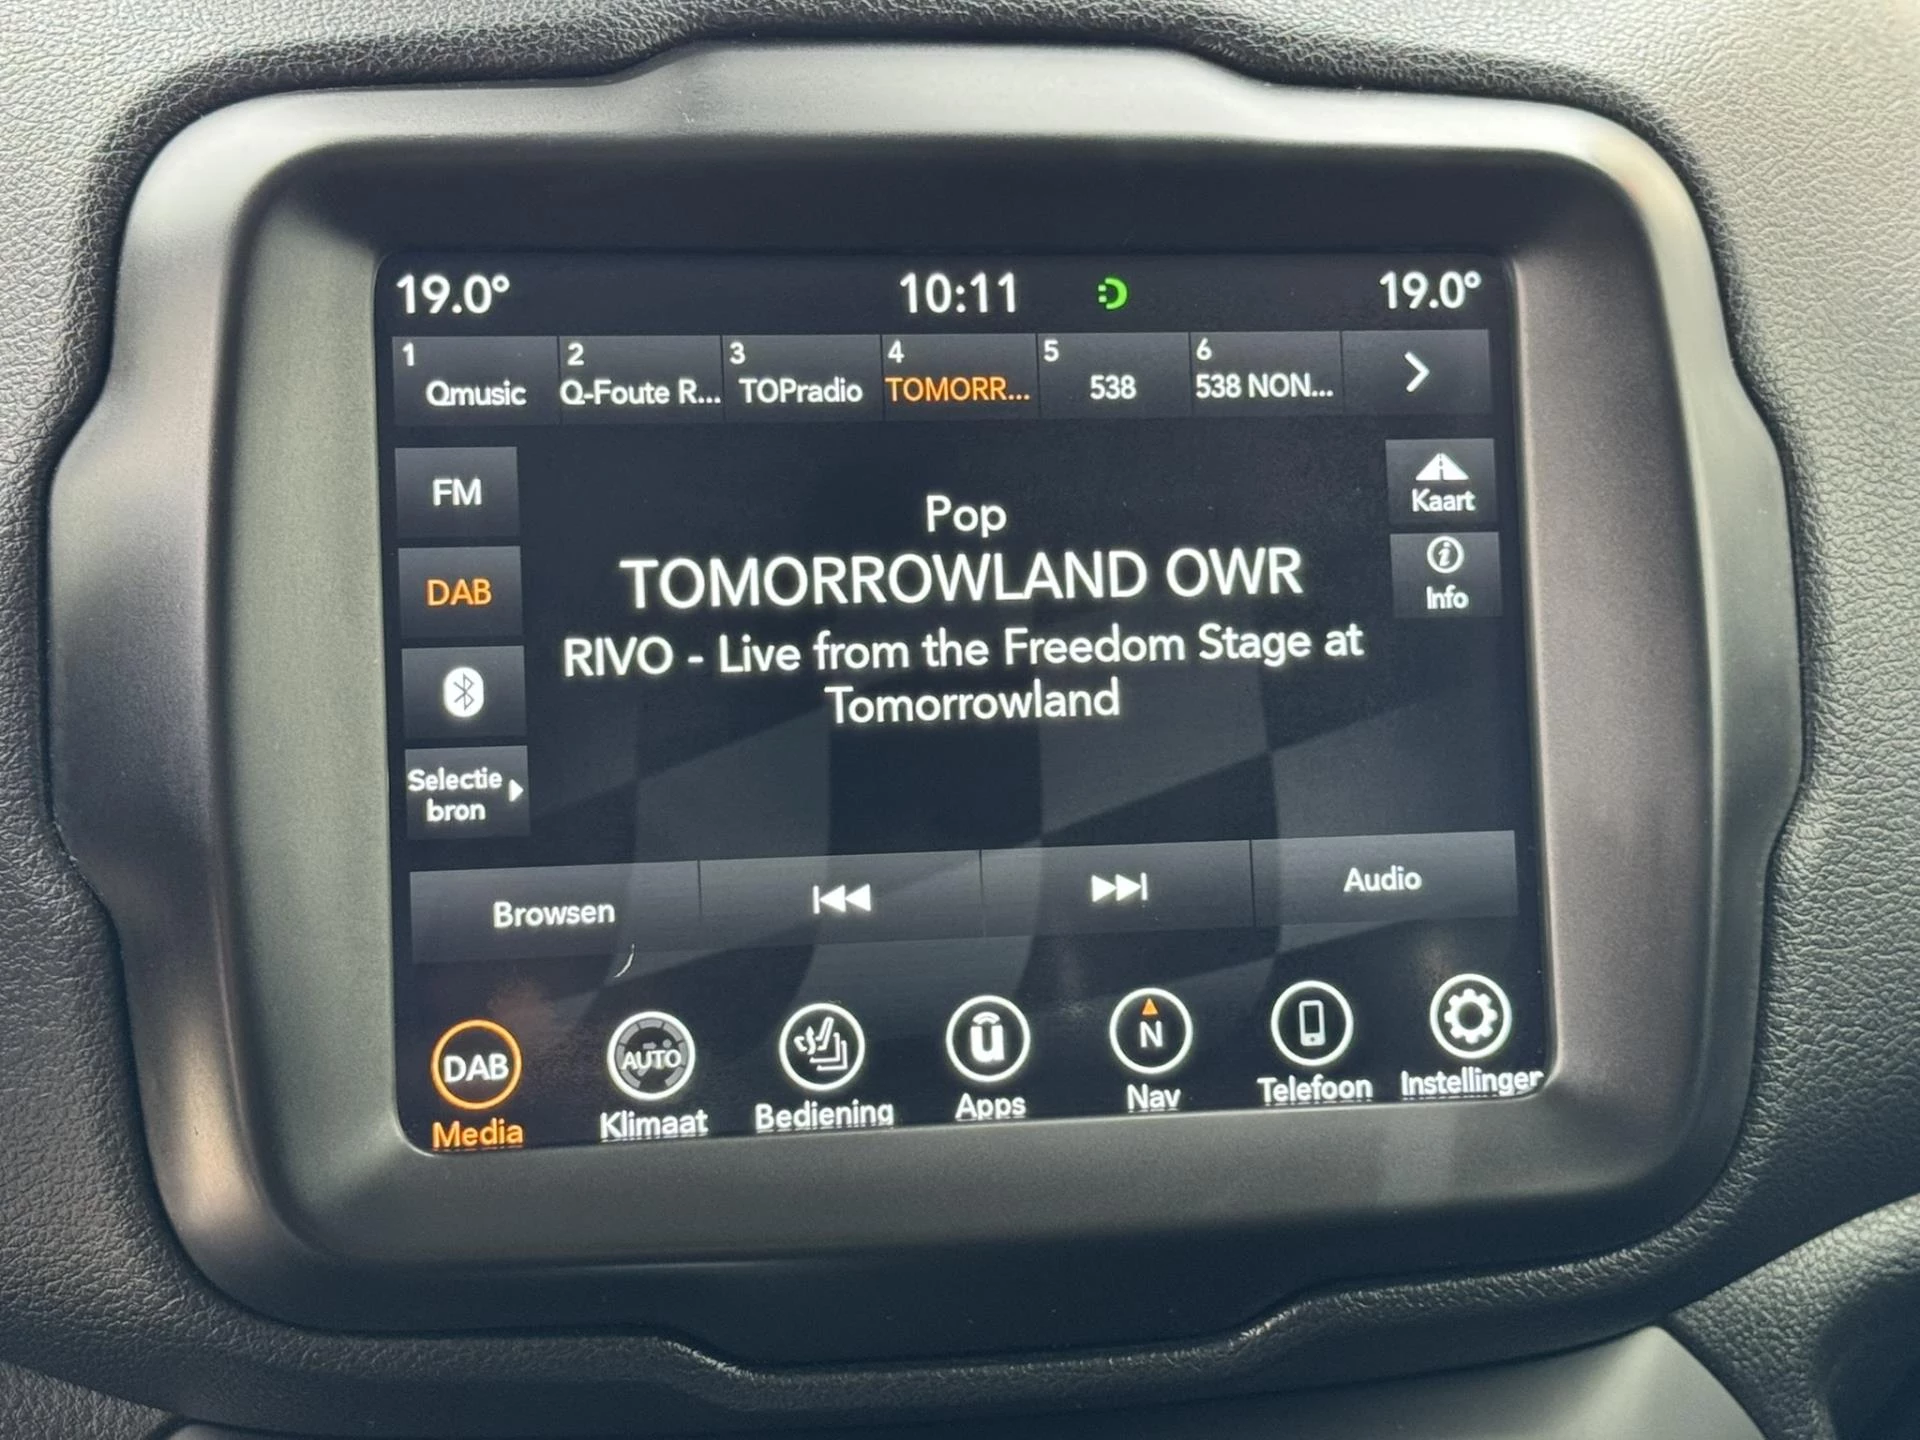 19.0° 10:11 19.0°
1 2 3 4 5 6
Qmusic Q-Foute R... TOPradio TOMORR... 538 538 NON...
FM
DAB
Selectie
bron
Pop
TOMORROWLAND OWR
RIVO - Live from the Freedom Stage at
Tomorrowland
Kaart
i
Info
Browsen Audio
DAB AUTO u N
Media Klimaat Bediening Apps Nav Telefoon Instellinger